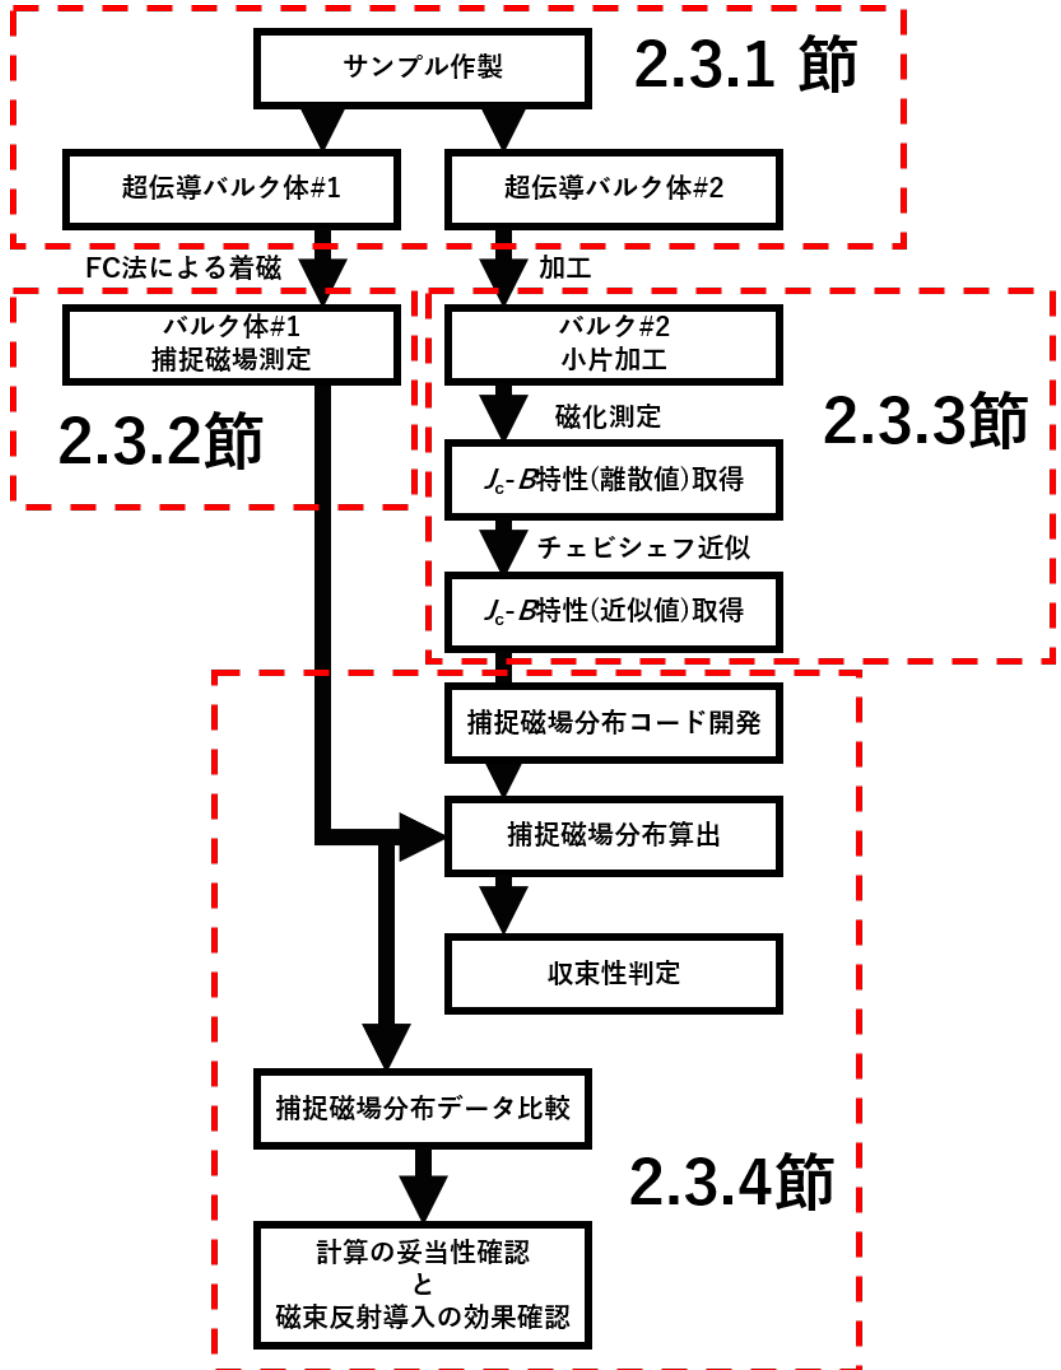 サンプル作製
2.3.1 節
超伝導バルク体#1
超伝導バルク体#2
FC法による着磁
加工
バルク体#1
捕捉磁場測定
2.3.2節
バルク#2
小片加工
2.3.3節
磁化測定
Jc-B特性(離散値)取得
チェビシェフ近似
Jc-B特性(近似値)取得
捕捉磁場分布コード開発
捕捉磁場分布算出
収束性判定
捕捉磁場分布データ比較
2.3.4節
計算の妥当性確認
と
磁束反射導入の効果確認